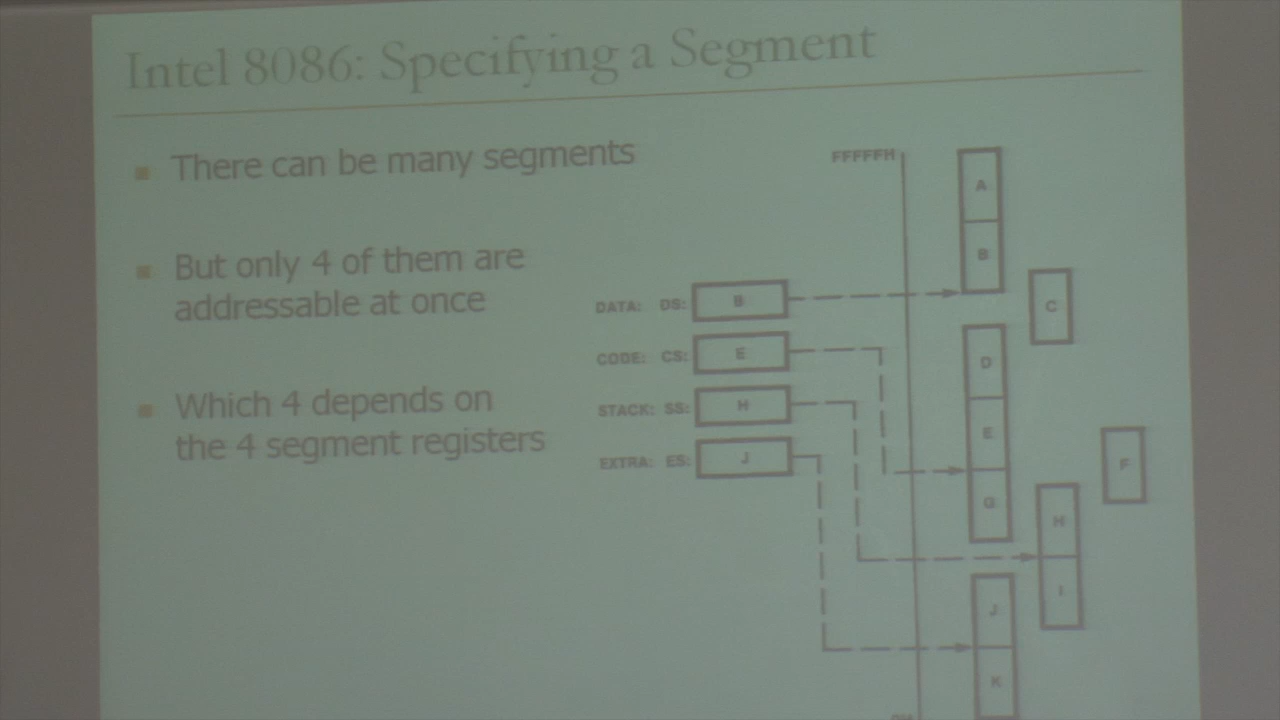 Intel 8086: Specifying a Segment
There can be many segments
But only 4 of them are
addressable at once
Which 4 depends on
the 4 segment registers
FFFFFH
DATA: DS: B
CODE: CS: E
STACK: SS: H
EXTRA: ES: J
A
B
C
D
E
F
G
H
I
J
K